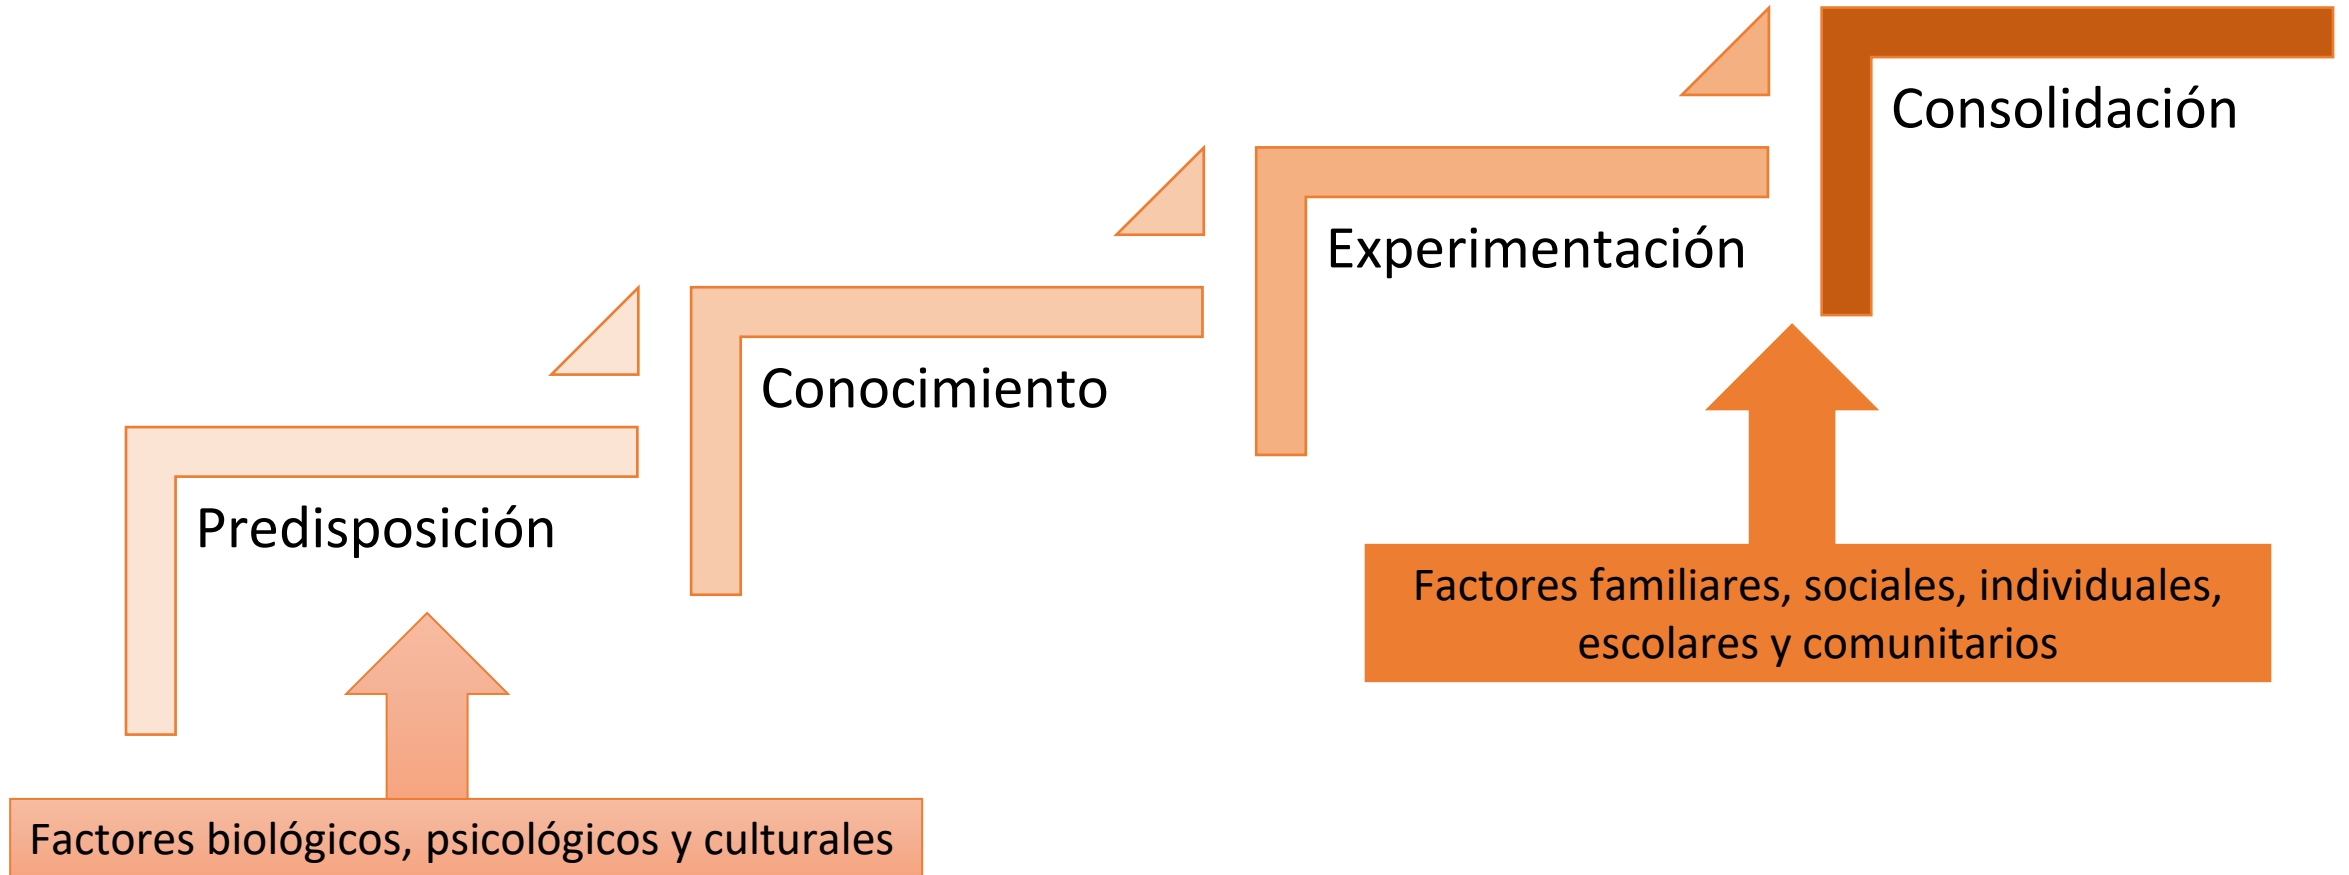 Predisposición
Conocimiento
Experimentación
Consolidación
Factores biológicos, psicológicos y culturales
Factores familiares, sociales, individuales,
escolares y comunitarios